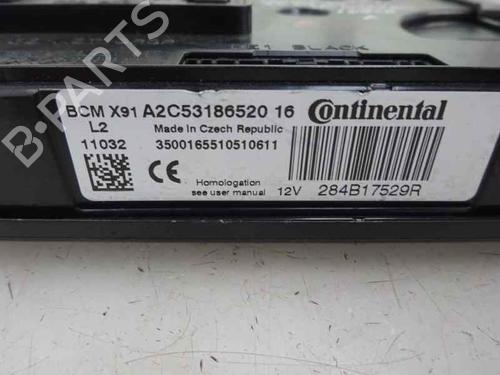 BLACK
BCM X91 A2C53186520 16 Continental
L2 Made in Czech Republic
11032 3500165510510611
CE Homologation
see user manual 12V 284B17529R
B-PARTS